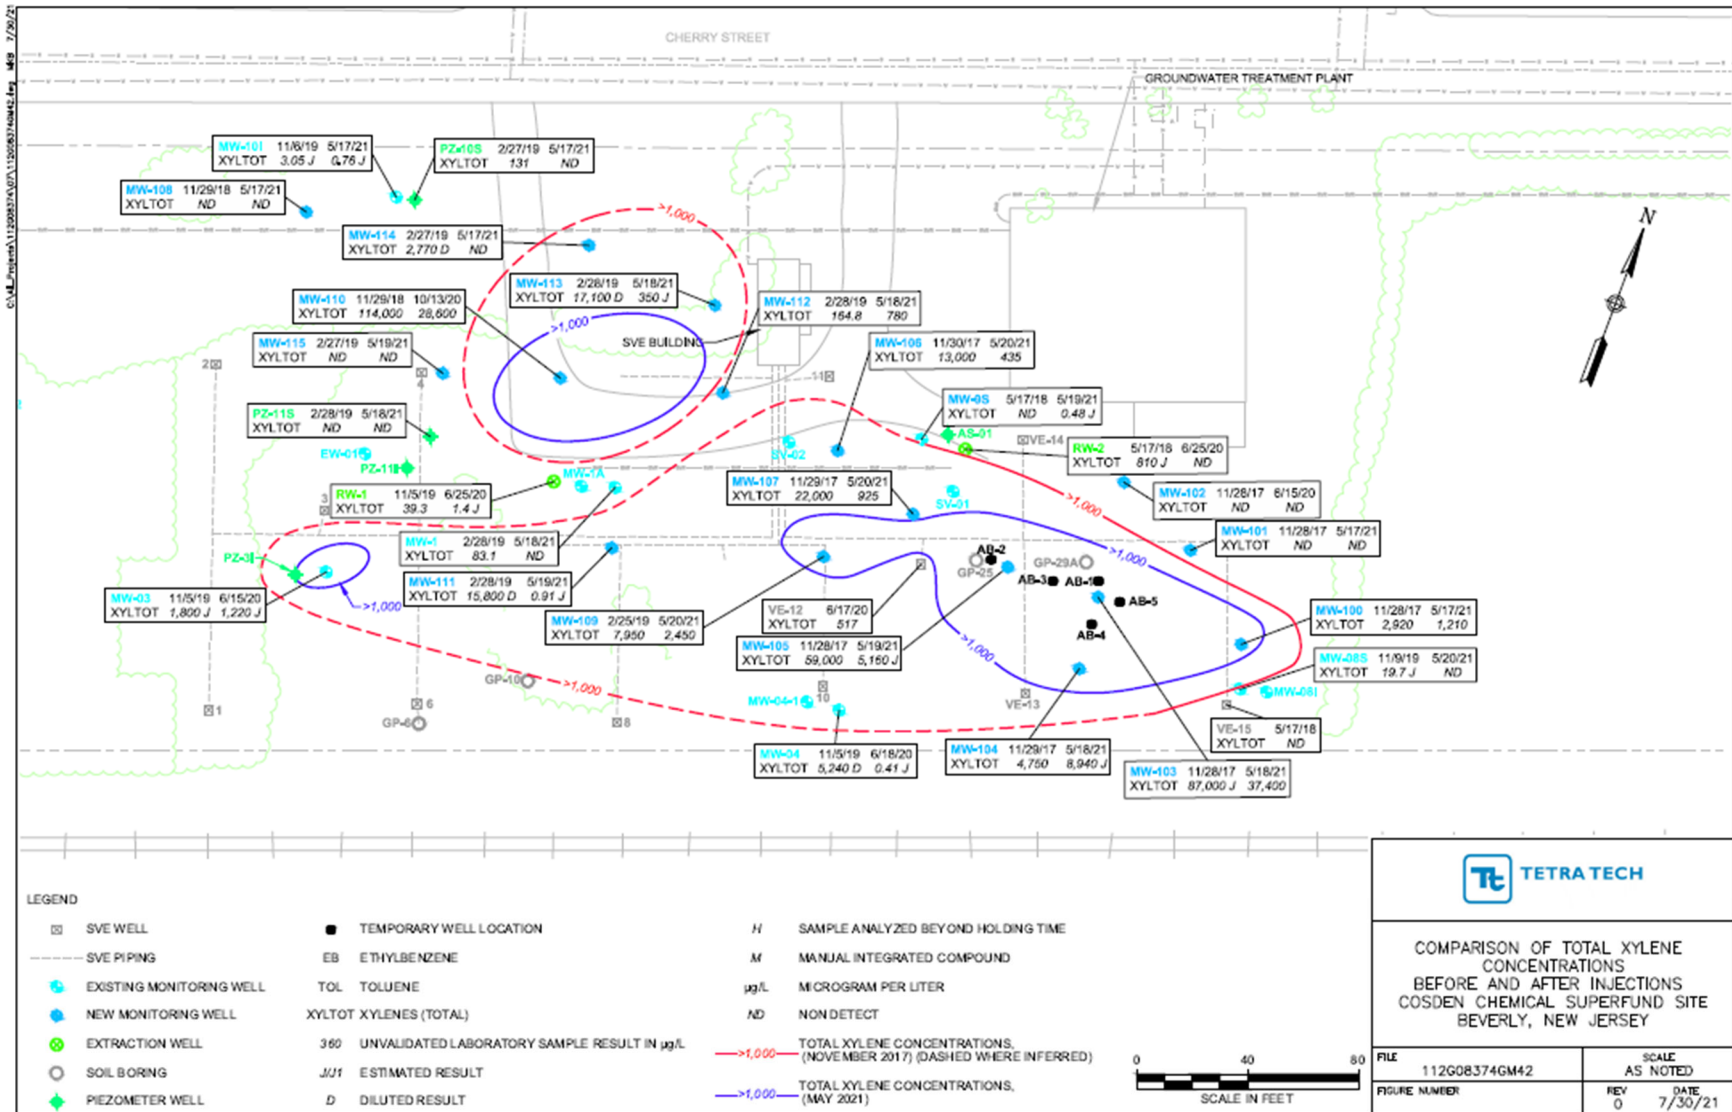 CHERRY STREET
GROUNDWATER TREATMENT PLANT
MW-10I 11/6/19 5/17/21
XYLTOT 3.05 J 0.76 J
PZ-10S 2/27/19 5/17/21
XYLTOT 131 ND
MW-108 11/29/18 5/17/21
XYLTOT ND ND
>1,000
N
MW-114 2/27/19 5/17/21
XYLTOT 2,770 D ND
MW-113 2/28/19 5/18/21
XYLTOT 17,100 D 350 J
MW-110 11/29/18 10/13/20
XYLTOT 114,000 28,600
MW-112 2/28/19 5/18/21
XYLTOT 164.8 780
>1,000
SVE BUILDING
MW-115 2/27/19 5/19/21
XYLTOT ND ND
MW-106 11/30/17 5/20/21
XYLTOT 13,000 435
2
4
11
MW-9S 5/17/18 5/19/21
XYLTOT ND 0.48 J
PZ-11S 2/28/19 5/18/21
XYLTOT ND ND
AS-01
VE-14
RW-2 5/17/18 6/25/20
XYLTOT 810 J ND
EW-01
SV-02
PZ-11I
MW-1A
MW-107 11/29/17 5/20/21
XYLTOT 22,000 925
SV-01
RW-1 11/5/19 6/25/20
XYLTOT 39.3 1.4 J
3
>1,000
MW-102 11/28/17 6/15/20
XYLTOT ND ND
MW-101 11/28/17 5/17/21
XYLTOT ND ND
MW-1 2/28/19 5/18/21
XYLTOT 83.1 ND
PZ-3I
AB-2
GP-25
GP-29A
>1,000
AB-3
AB-1
MW-111 2/28/19 5/19/21
XYLTOT 15,800 D 0.91 J
MW-03 11/5/19 6/15/20
XYLTOT 1,800 J 1,220 J
>1,000
AB-5
AB-4
VE-12 6/17/20
XYLTOT 517
MW-100 11/28/17 5/17/21
XYLTOT 2,920 1,210
MW-109 2/25/19 5/20/21
XYLTOT 7,950 2,450
MW-105 11/28/17 5/19/21
XYLTOT 59,000 5,160 J
>1,000
MW-08S 11/9/19 5/20/21
XYLTOT 19.7 J ND
GP-10
>1,000
MW-08I
MW-04-1
10
VE-13
1
6
GP-6
8
VE-15 5/17/18
XYLTOT ND
MW-04 11/5/19 6/18/20
XYLTOT 5,240 D 0.41 J
MW-104 11/29/17 5/18/21
XYLTOT 4,750 8,940 J
MW-103 11/28/17 5/18/21
XYLTOT 87,000 J 37,400
LEGEND
SVE WELL
SVE PIPING
EXISTING MONITORING WELL
NEW MONITORING WELL
EXTRACTION WELL
SOIL BORING
PIEZOMETER WELL
TEMPORARY WELL LOCATION
EB ETHYLBENZENE
TOL TOLUENE
XYLTOT XYLENES (TOTAL)
360 UNVALIDATED LABORATORY SAMPLE RESULT IN µg/L
J/J1 ESTIMATED RESULT
D DILUTED RESULT
H SAMPLE ANALYZED BEYOND HOLDING TIME
M MANUAL INTEGRATED COMPOUND
µg/L MICROGRAM PER LITER
ND NON DETECT
>1,000 TOTAL XYLENE CONCENTRATIONS,
(NOVEMBER 2017) (DASHED WHERE INFERRED)
>1,000 TOTAL XYLENE CONCENTRATIONS,
(MAY 2021)
0 40 80
SCALE IN FEET
Tt TETRA TECH
COMPARISON OF TOTAL XYLENE
CONCENTRATIONS
BEFORE AND AFTER INJECTIONS
COSDEN CHEMICAL SUPERFUND SITE
BEVERLY, NEW JERSEY
FILE
112G08374GM42
SCALE
AS NOTED
FIGURE NUMBER
REV
0
DATE
7/30/21